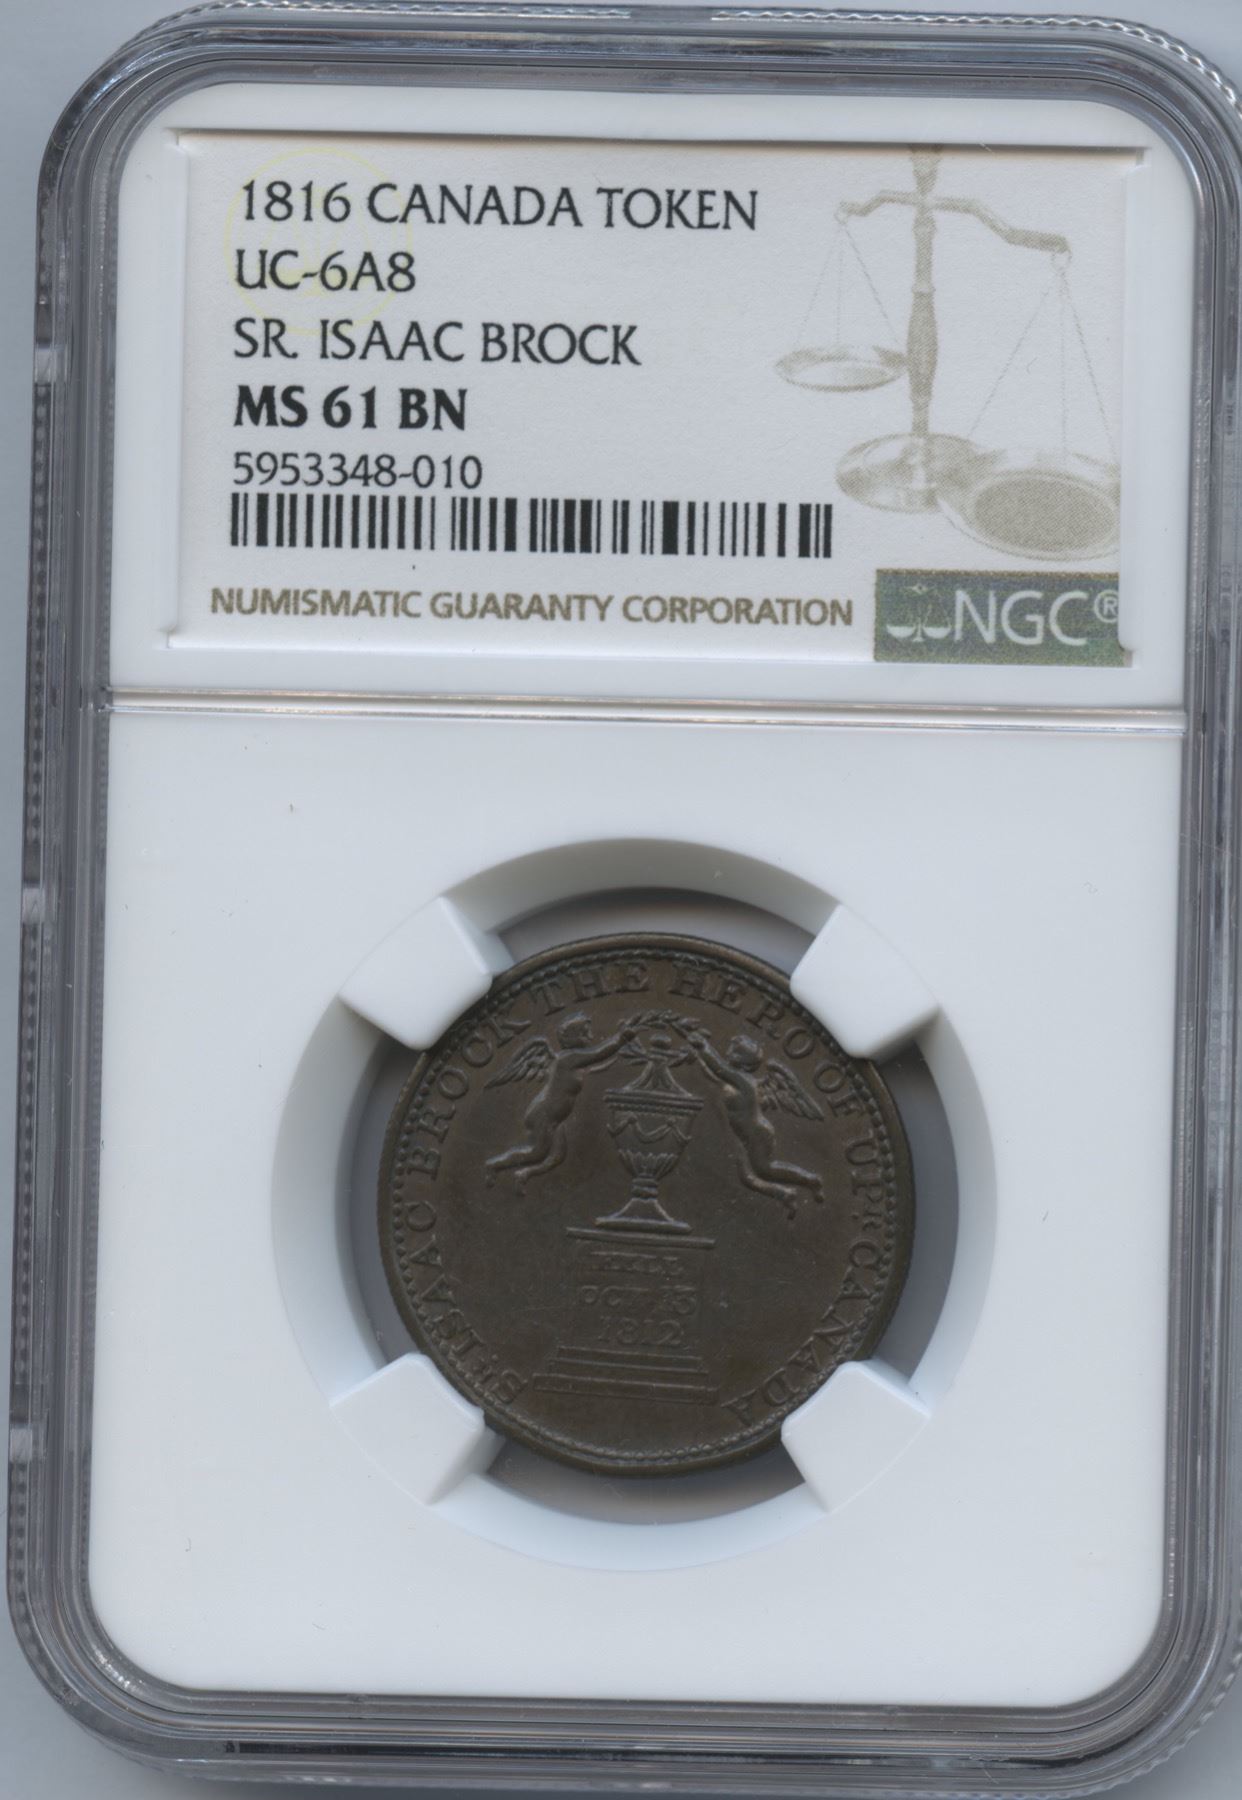 1816 CANADA TOKEN
UC-6A8
SR. ISAAC BROCK
MS 61 BN
5953348-010
NUMISMATIC GUARANTY CORPORATION
NGC®
SR. ISAAC BROCK THE HERO OF UPR. CANADA
FELL
OCT. 13
1812